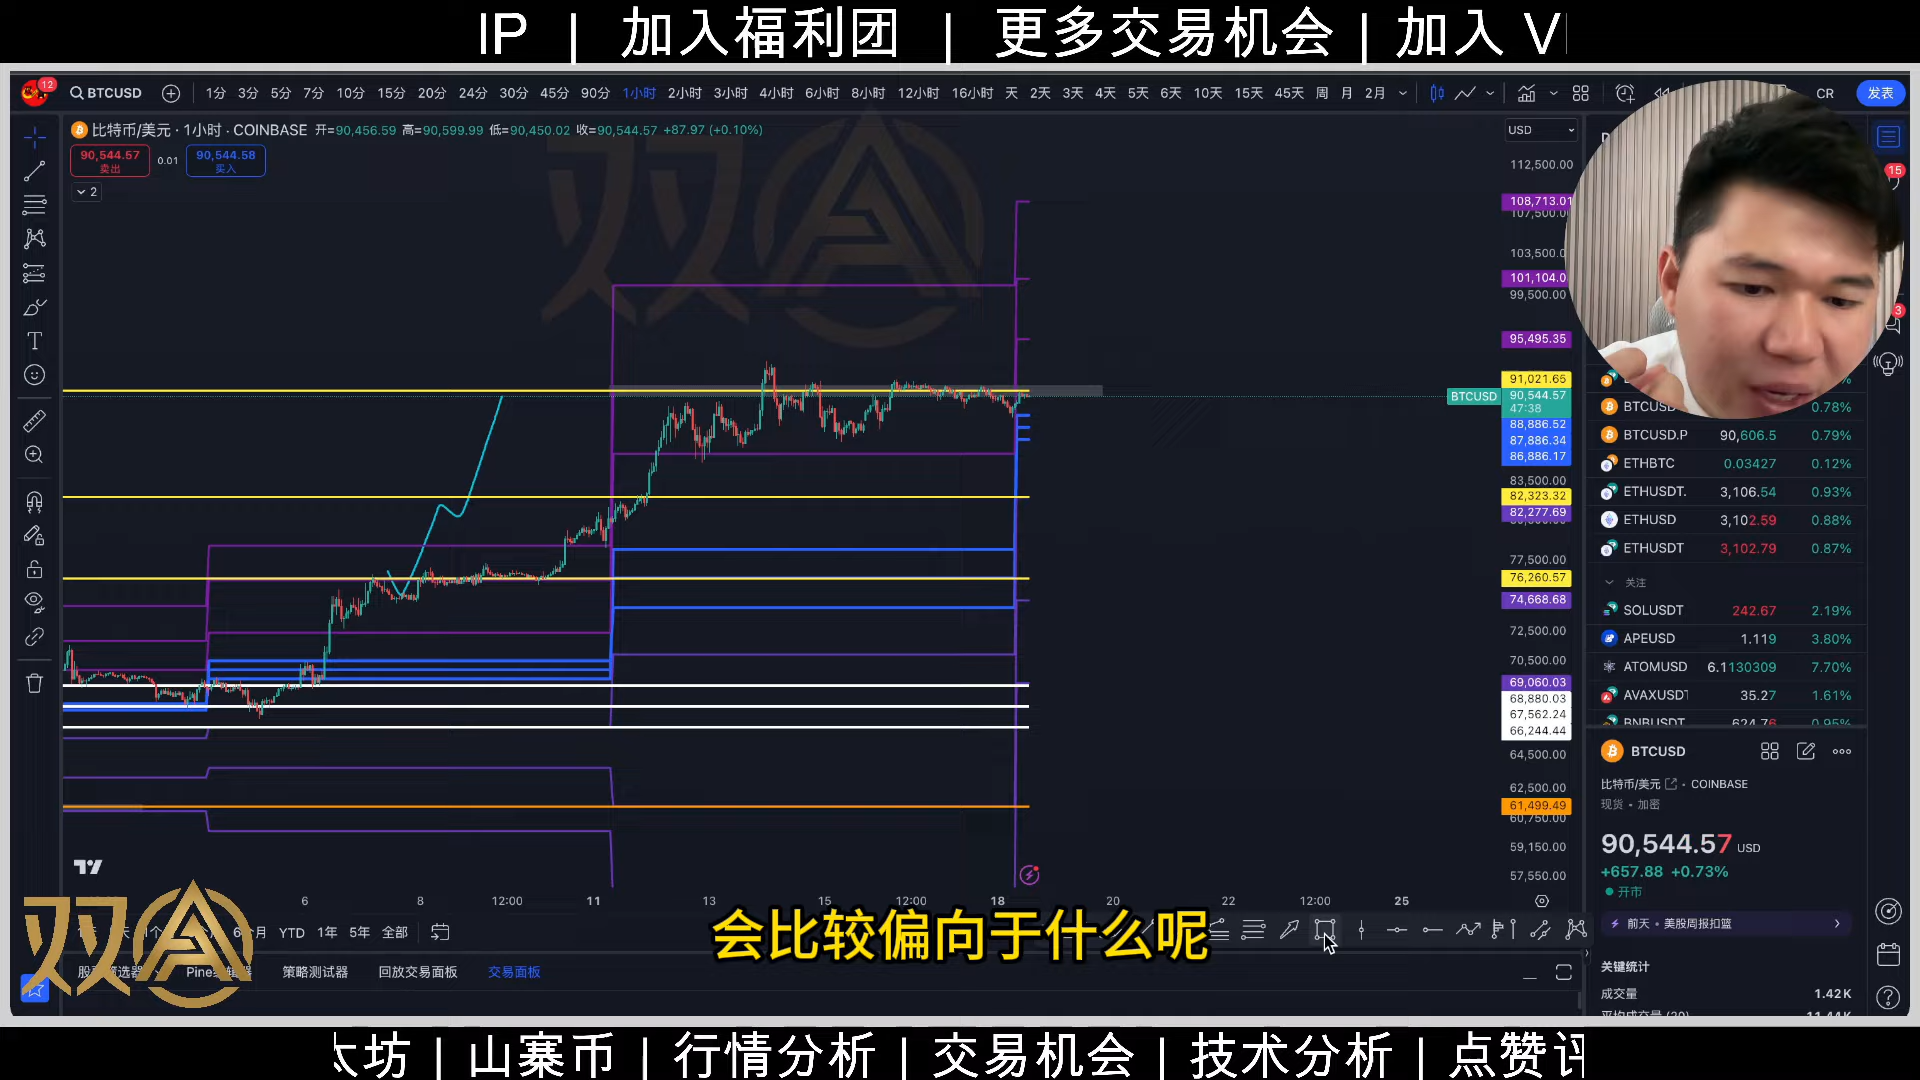 IP | 加入福利团 | 更多交易机会 | 加入 V
12
BTCUSD
1分 3分 5分 7分 10分 15分 20分 24分 30分 45分 90分 1小时 2小时 3小时 4小时 6小时 8小时 12小时 16小时 天 2天 3天 4天 5天 6天 10天 15天 45天 周 月 2月
CR
发表
比特币/美元 · 1小时 · COINBASE 开=90,456.59 高=90,599.99 低=90,450.02 收=90,544.57 +87.97 (+0.10%)
USD
90,544.57
卖出
0.01
90,544.58
买入
2
双
15
3
112,500.00
108,713.01
107,500.0
103,500.0
101,104.0
99,500.00
95,495.35
91,021.65
BTCUSD 90,544.57
47:38
88,886.52
87,886.34
86,886.17
83,500.00
82,323.32
82,277.69
77,500.00
76,260.57
74,668.68
72,500.00
70,500.00
69,060.03
68,880.03
67,562.24
66,244.44
64,500.00
62,500.00
61,499.49
60,750.00
59,150.00
57,550.00
BTCUSD 0.78%
BTCUSD.P 90,606.5 0.79%
ETHBTC 0.03427 0.12%
ETHUSDT. 3,106.54 0.93%
ETHUSD 3,102.59 0.88%
ETHUSDT 3,102.79 0.87%
关注
SOLUSDT 242.67 2.19%
APEUSD 1.119 3.80%
ATOMUSD 6.1130309 7.70%
AVAXUSDT 35.27 1.61%
BNBUSDT 624.76 0.95%
BTCUSD
比特币/美元 · COINBASE
现货 • 加密
90,544.57 USD
+657.88 +0.73%
开市
前天 • 美股周报扣篮
关键统计
成交量 1.42K
6 8 12:00 11 13 15 12:00 18 20 22 12:00 25
月 YTD 1年 5年 全部
会比较偏向于什么呢
双
策略测试器 回放交易面板 交易面板
坊 | 山寨币 | 行情分析 | 交易机会 | 技术分析 | 点赞评